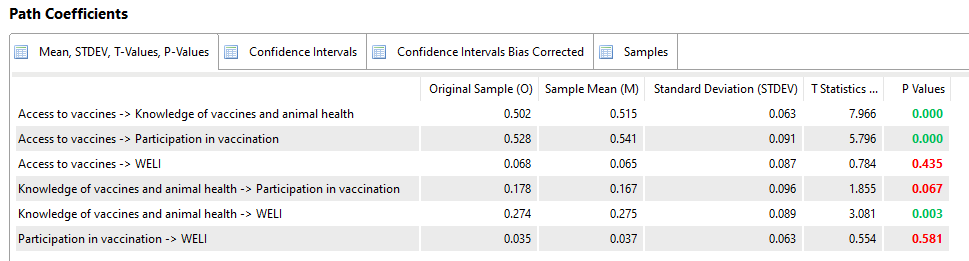 Path Coefficients
Mean, STDEV, T-Values, P-Values Confidence Intervals Confidence Intervals Bias Corrected Samples
Original Sample (O) Sample Mean (M) Standard Deviation (STDEV) T Statistics ... P Values
Access to vaccines -> Knowledge of vaccines and animal health 0.502 0.515 0.063 7.966 0.000
Access to vaccines -> Participation in vaccination 0.528 0.541 0.091 5.796 0.000
Access to vaccines -> WELI 0.068 0.065 0.087 0.784 0.435
Knowledge of vaccines and animal health -> Participation in vaccination 0.178 0.167 0.096 1.855 0.067
Knowledge of vaccines and animal health -> WELI 0.274 0.275 0.089 3.081 0.003
Participation in vaccination -> WELI 0.035 0.037 0.063 0.554 0.581